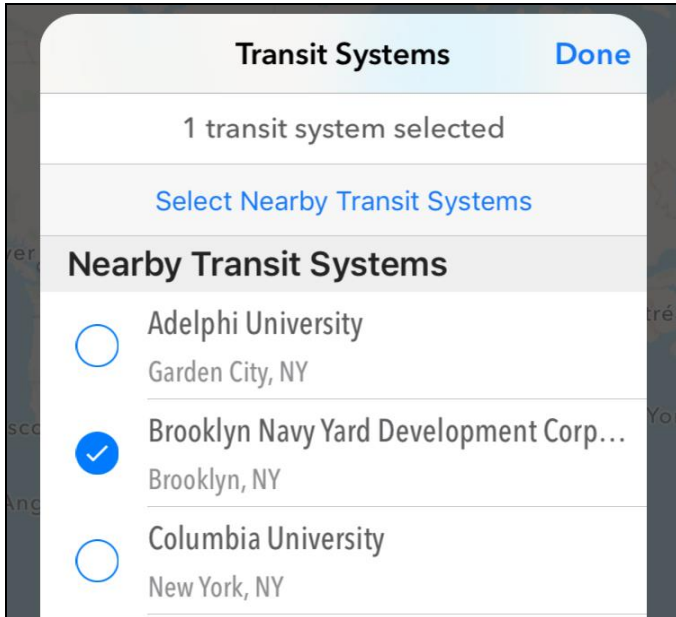 Transit Systems
Done
1 transit system selected
Select Nearby Transit Systems
Nearby Transit Systems
Adelphi University
Garden City, NY
Brooklyn Navy Yard Development Corp...
Brooklyn, NY
Columbia University
New York, NY